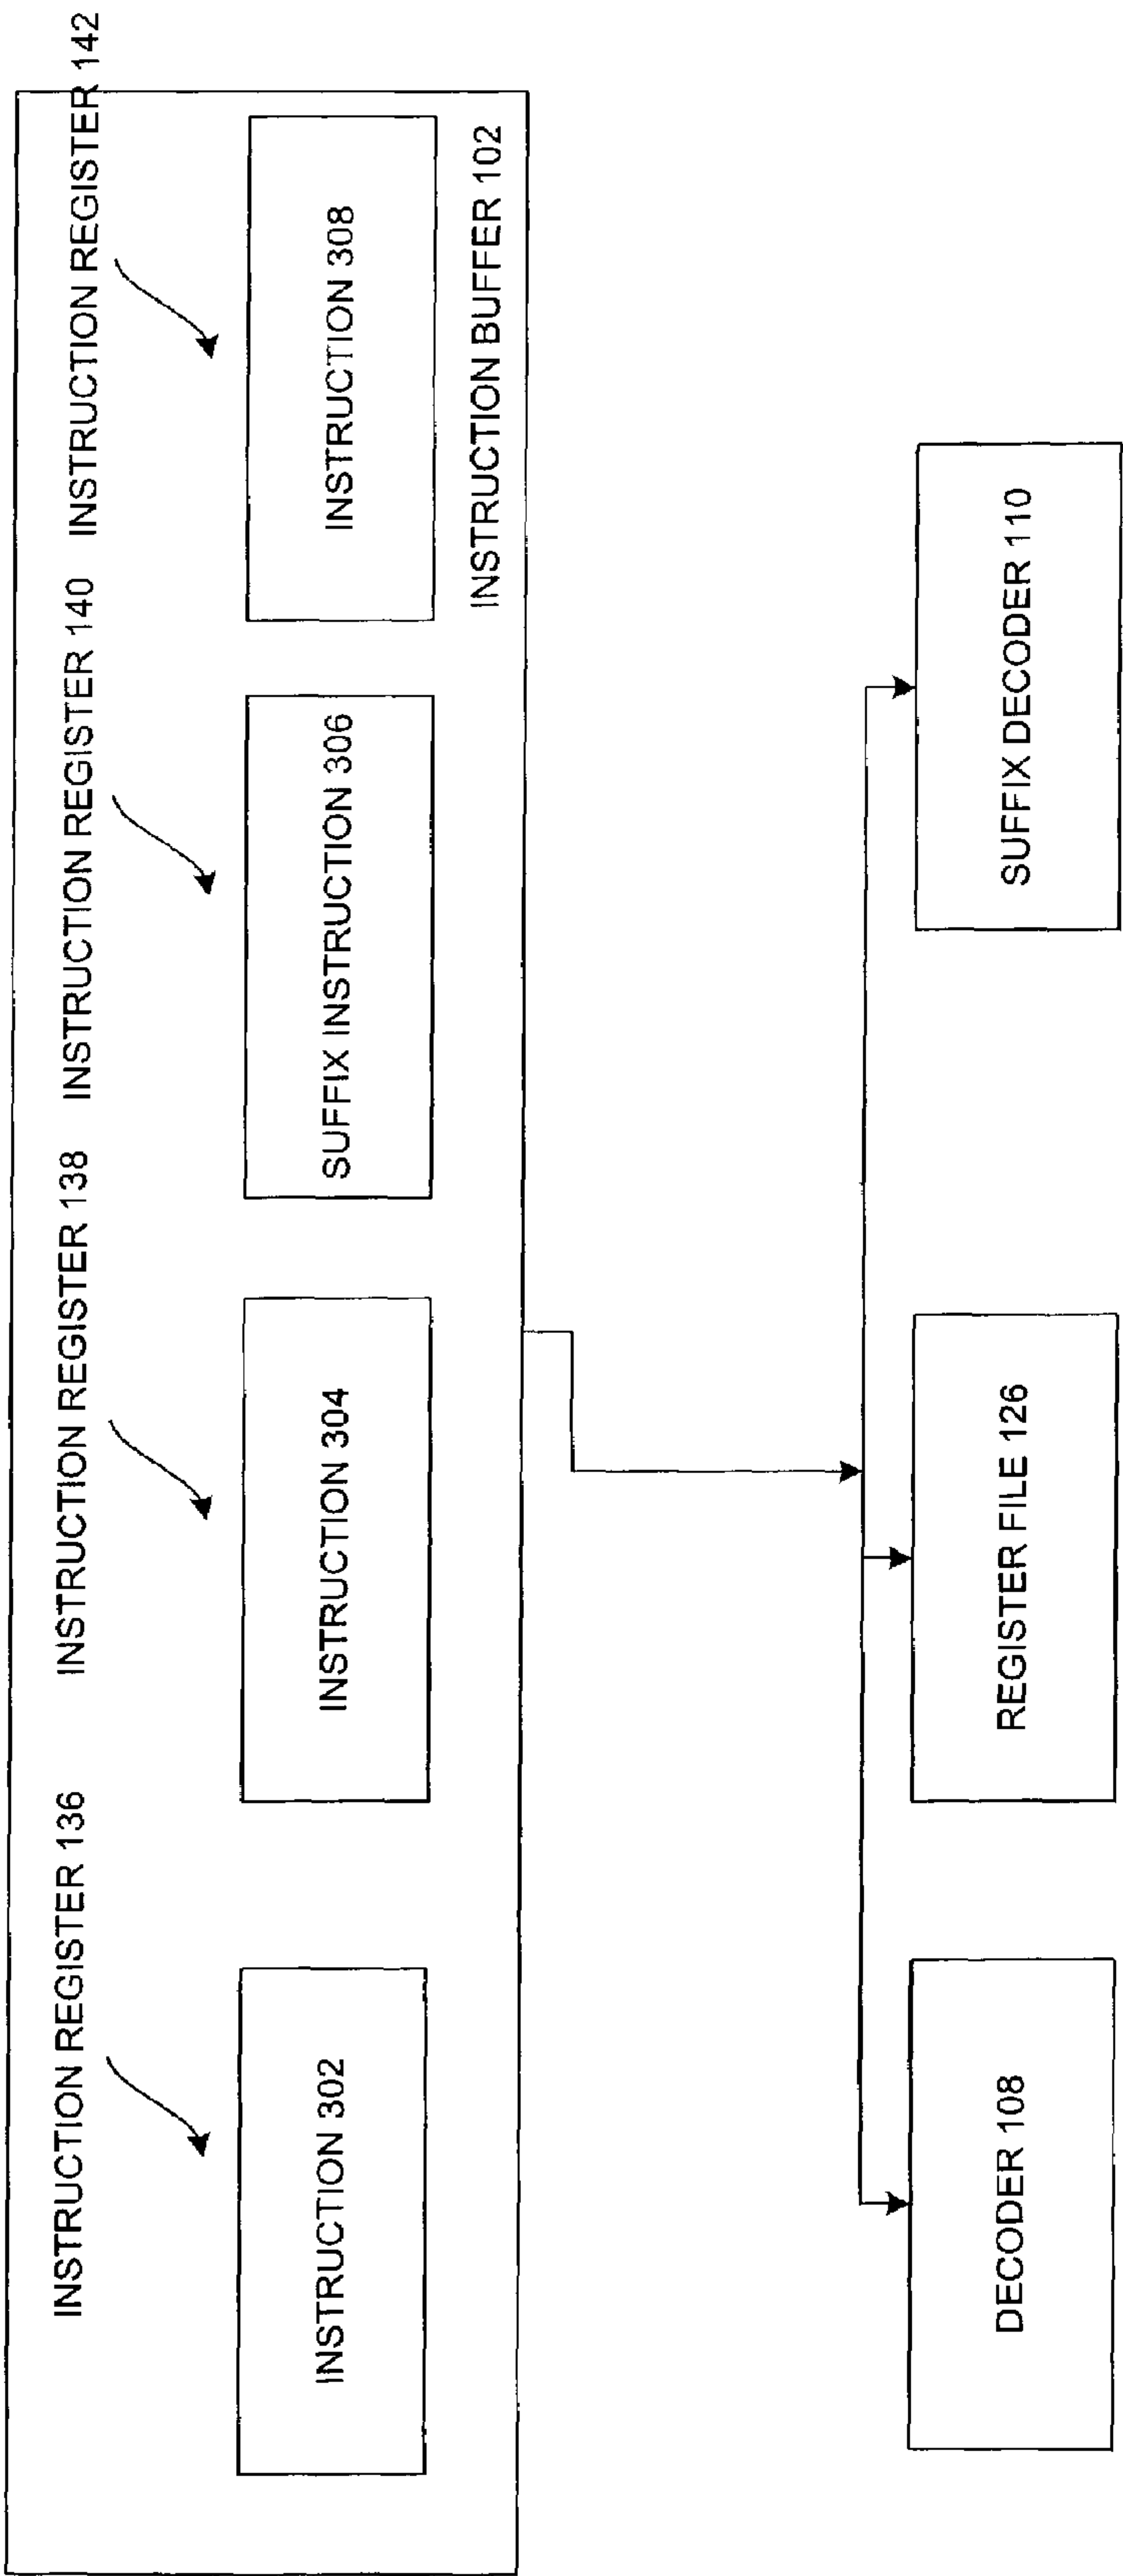 INSTRUCTION REGISTER 136
INSTRUCTION REGISTER 138
INSTRUCTION REGISTER 140
INSTRUCTION REGISTER 142
INSTRUCTION 302
INSTRUCTION 304
SUFFIX INSTRUCTION 306
INSTRUCTION 308
INSTRUCTION BUFFER 102
DECODER 108
REGISTER FILE 126
SUFFIX DECODER 110